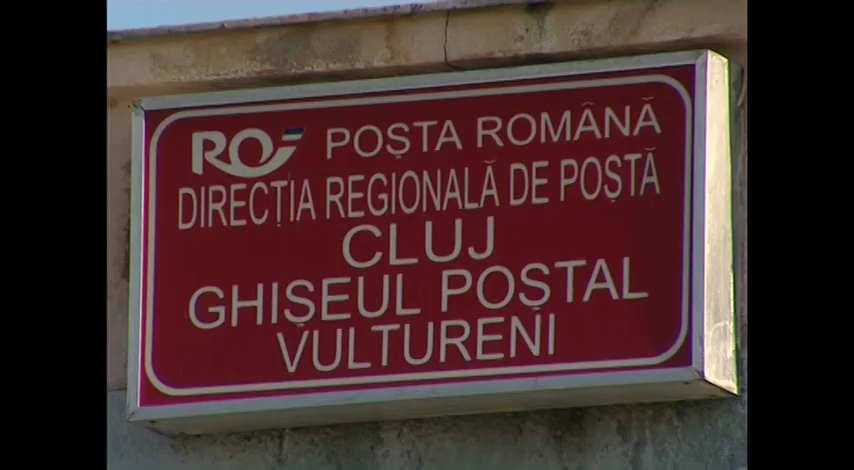 RO POȘTA ROMÂNĂ
DIRECȚIA REGIONALĂ DE POȘTĂ
CLUJ
GHIȘEUL POȘTAL
VULTURENI